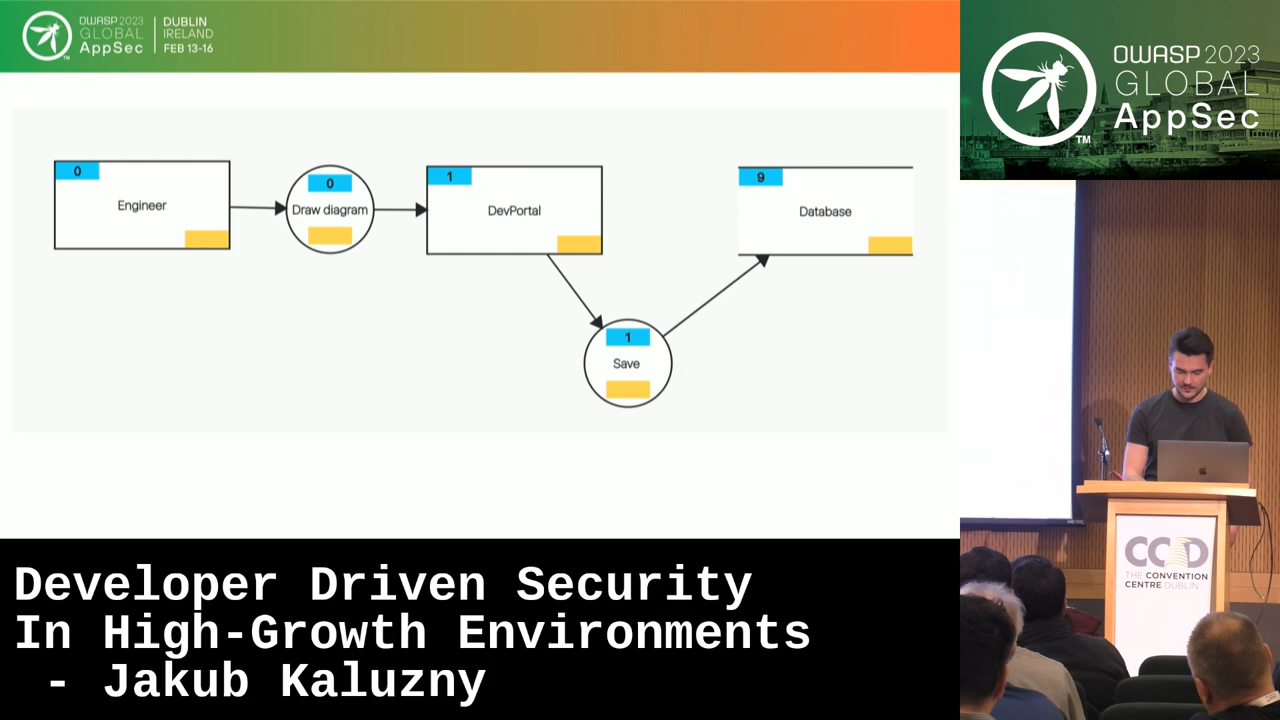 OWASP 2023
GLOBAL
AppSec
DUBLIN
IRELAND
FEB 13-16
TM
0
Engineer
0
Draw diagram
1
DevPortal
9
Database
1
Save
Developer Driven Security
In High-Growth Environments
- Jakub Kaluzny
OWASP 2023
GLOBAL
AppSec
TM
CCD
THE CONVENTION
CENTRE DUBLIN